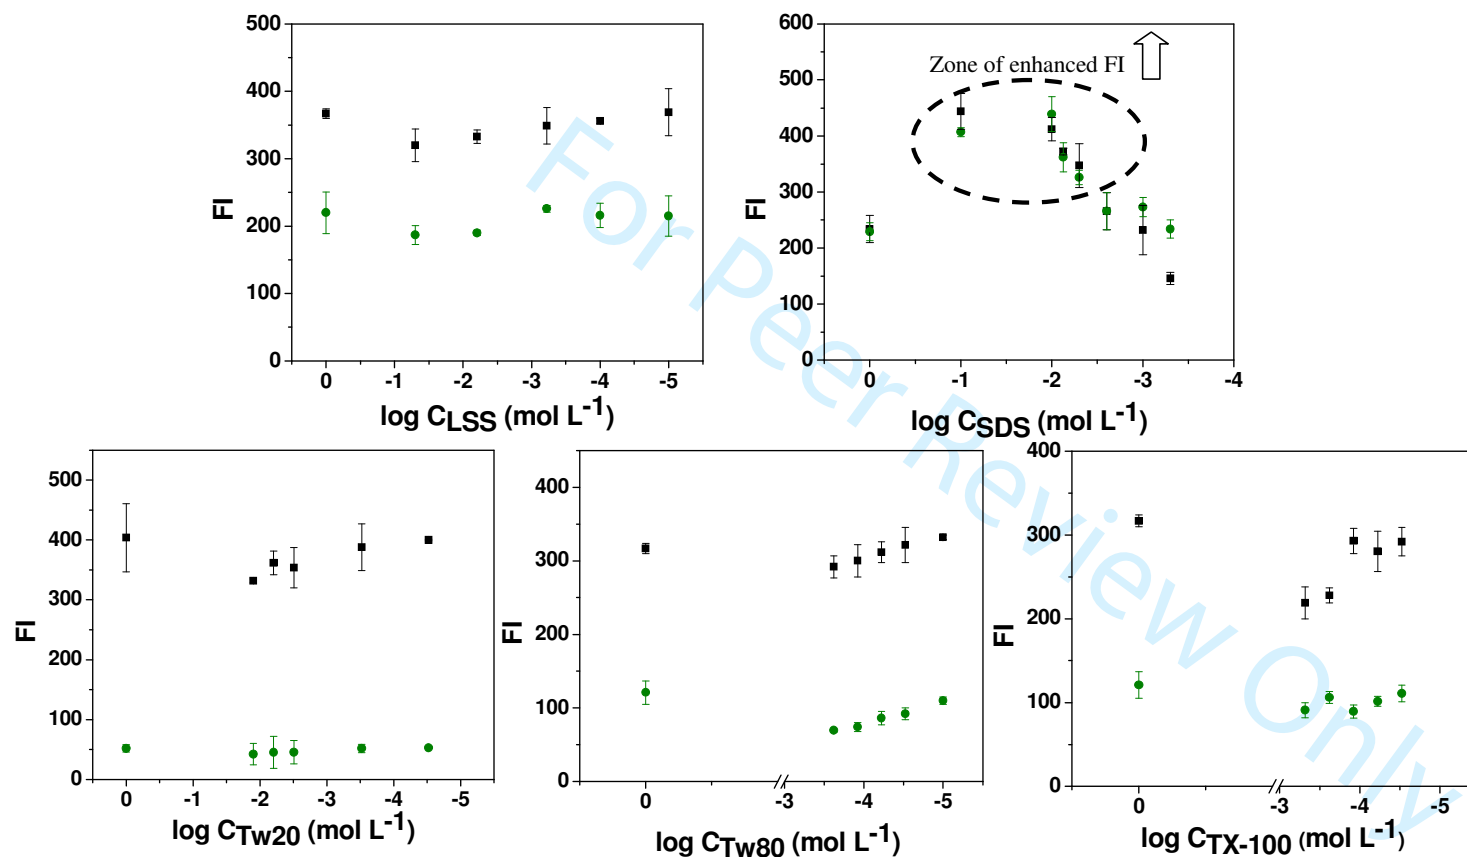 500
400
300
200
100
0
FI
0 -1 -2 -3 -4 -5
log CLSS (mol L-1)
600
500
400
300
200
100
0
FI
Zone of enhanced FI
0 -1 -2 -3 -4
log CSDS (mol L-1)
500
400
300
200
100
0
FI
0 -1 -2 -3 -4 -5
log CTw20 (mol L-1)
400
300
200
100
0
FI
0 -3 -4 -5
log CTw80 (mol L-1)
400
300
200
100
0
FI
0 -3 -4 -5
log CTX-100 (mol L-1)
For Peer Review Only